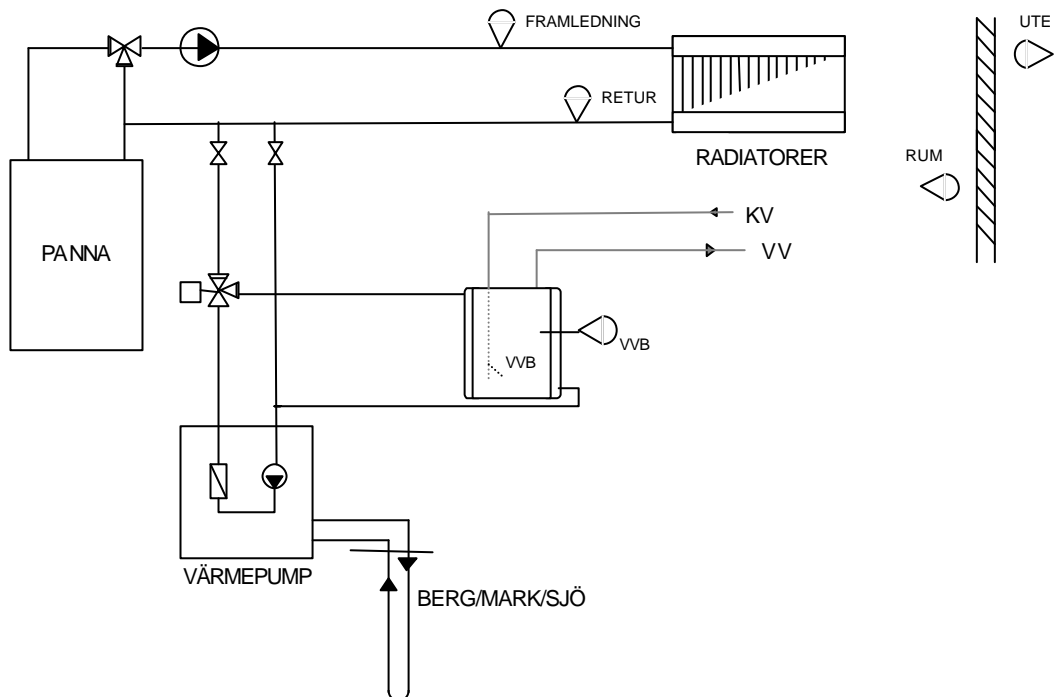 FRAMLEDNING
UTE
RETUR
RADIATORER
RUM
KV
PANNA
VV
VVB
VVB
VÄRMEPUMP
BERG/MARK/SJÖ